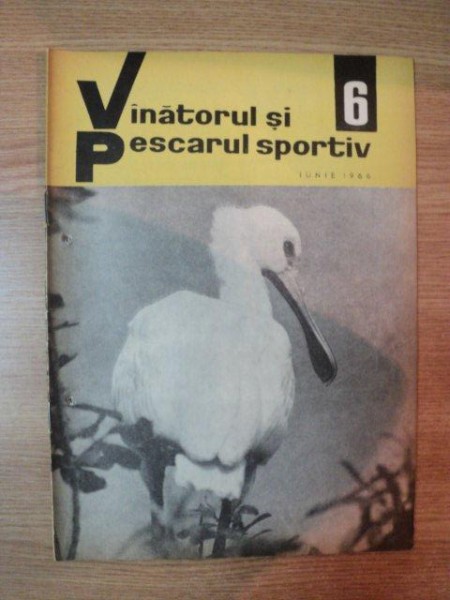 Vînătorul și
6
Pescarul sportiv
IUNIE 1966